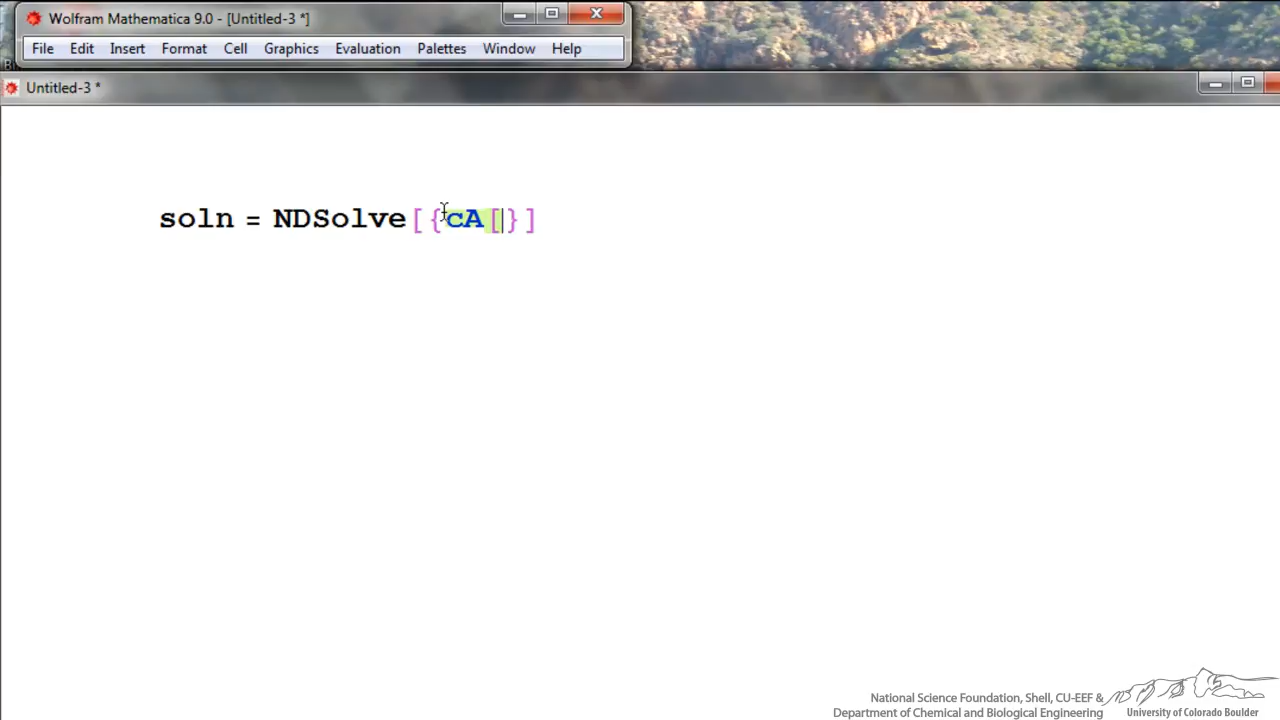 Wolfram Mathematica 9.0 - [Untitled-3 *]
File Edit Insert Format Cell Graphics Evaluation Palettes Window Help
Untitled-3 *
soln = NDSolve[{cA[}]
National Science Foundation, Shell, CU-EEF &
Department of Chemical and Biological Engineering
University of Colorado Boulder